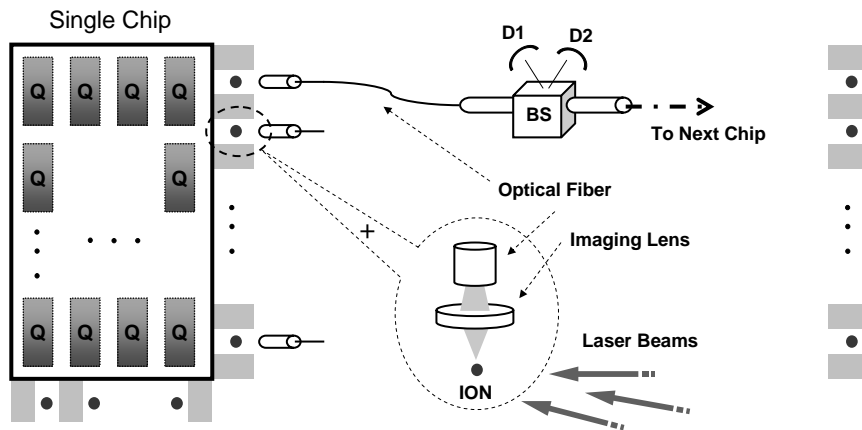 Single Chip
D1 D2
Q Q Q Q
BS
To Next Chip
Q Q
Optical Fiber
+
Imaging Lens
Q Q Q Q
Laser Beams
ION